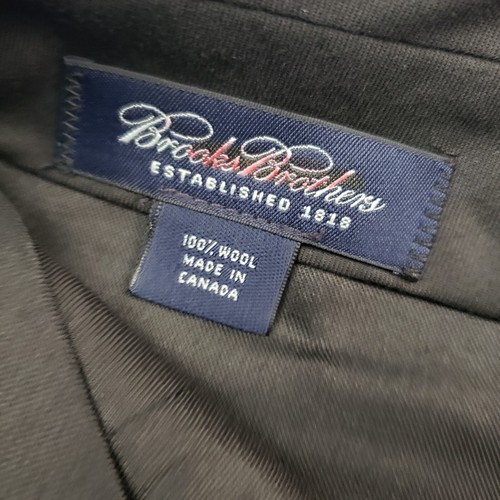 Brooks Brothers
ESTABLISHED 1818
100% WOOL
MADE IN
CANADA